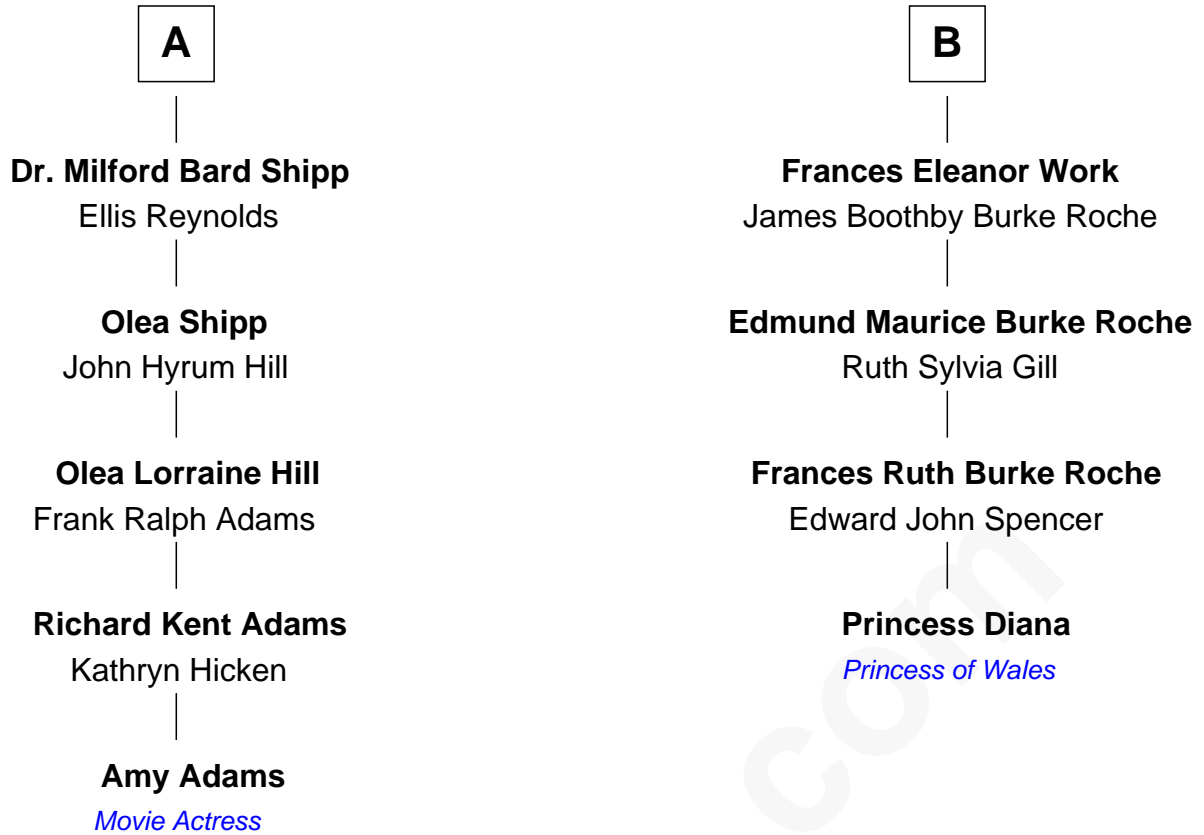 A
Dr. Milford Bard Shipp
Ellis Reynolds
Olea Shipp
John Hyrum Hill
Olea Lorraine Hill
Frank Ralph Adams
Richard Kent Adams
Kathryn Hicken
Amy Adams
Movie Actress
B
Frances Eleanor Work
James Boothby Burke Roche
Edmund Maurice Burke Roche
Ruth Sylvia Gill
Frances Ruth Burke Roche
Edward John Spencer
Princess Diana
Princess of Wales
com